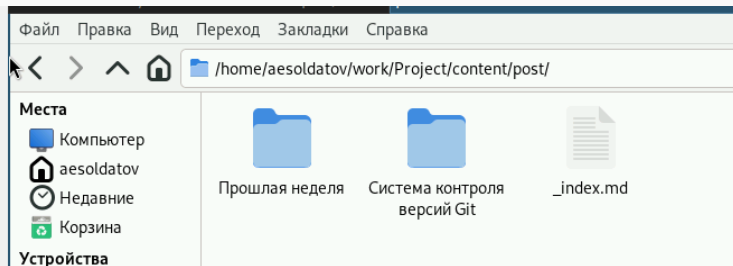 Файл Правка Вид Переход Закладки Справка
/home/aesoldatov/work/Project/content/post/
Места
Компьютер
aesoldatov
Недавние
Корзина
Устройства
Прошлая неделя
Система контроля
версий Git
_index.md